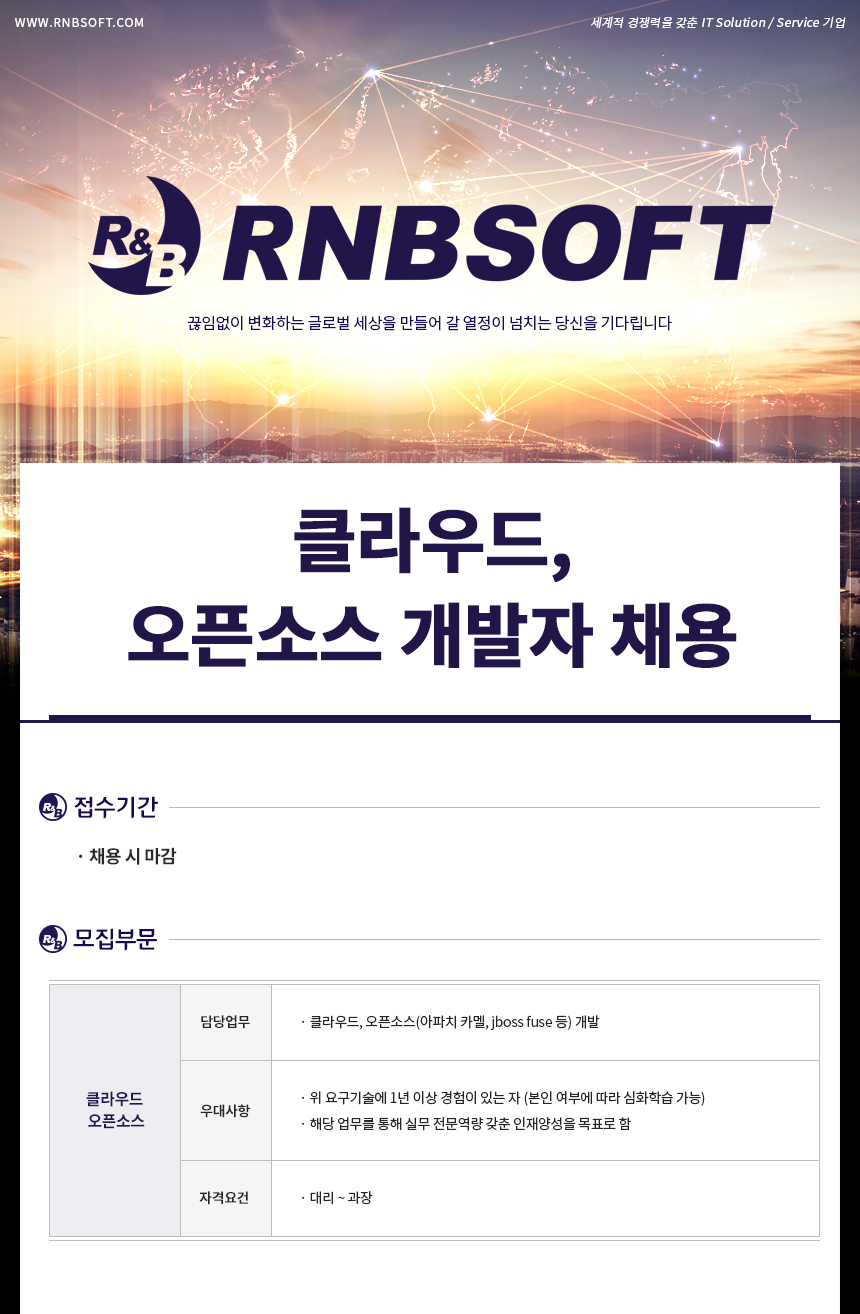 WWW.RNBSOFT.COM
세계적 경쟁력을 갖춘 IT Solution / Service 기업
R&B RNBSOFT
끊임없이 변화하는 글로벌 세상을 만들어 갈 열정이 넘치는 당신을 기다립니다
클라우드,
오픈소스 개발자 채용
R&B 접수기간
· 채용 시 마감
R&B 모집부문
클라우드
오픈소스
담당업무
· 클라우드, 오픈소스(아파치 카멜, jboss fuse 등) 개발
우대사항
· 위 요구기술에 1년 이상 경험이 있는 자 (본인 여부에 따라 심화학습 가능)
· 해당 업무를 통해 실무 전문역량 갖춘 인재양성을 목표로 함
자격요건
· 대리 ~ 과장